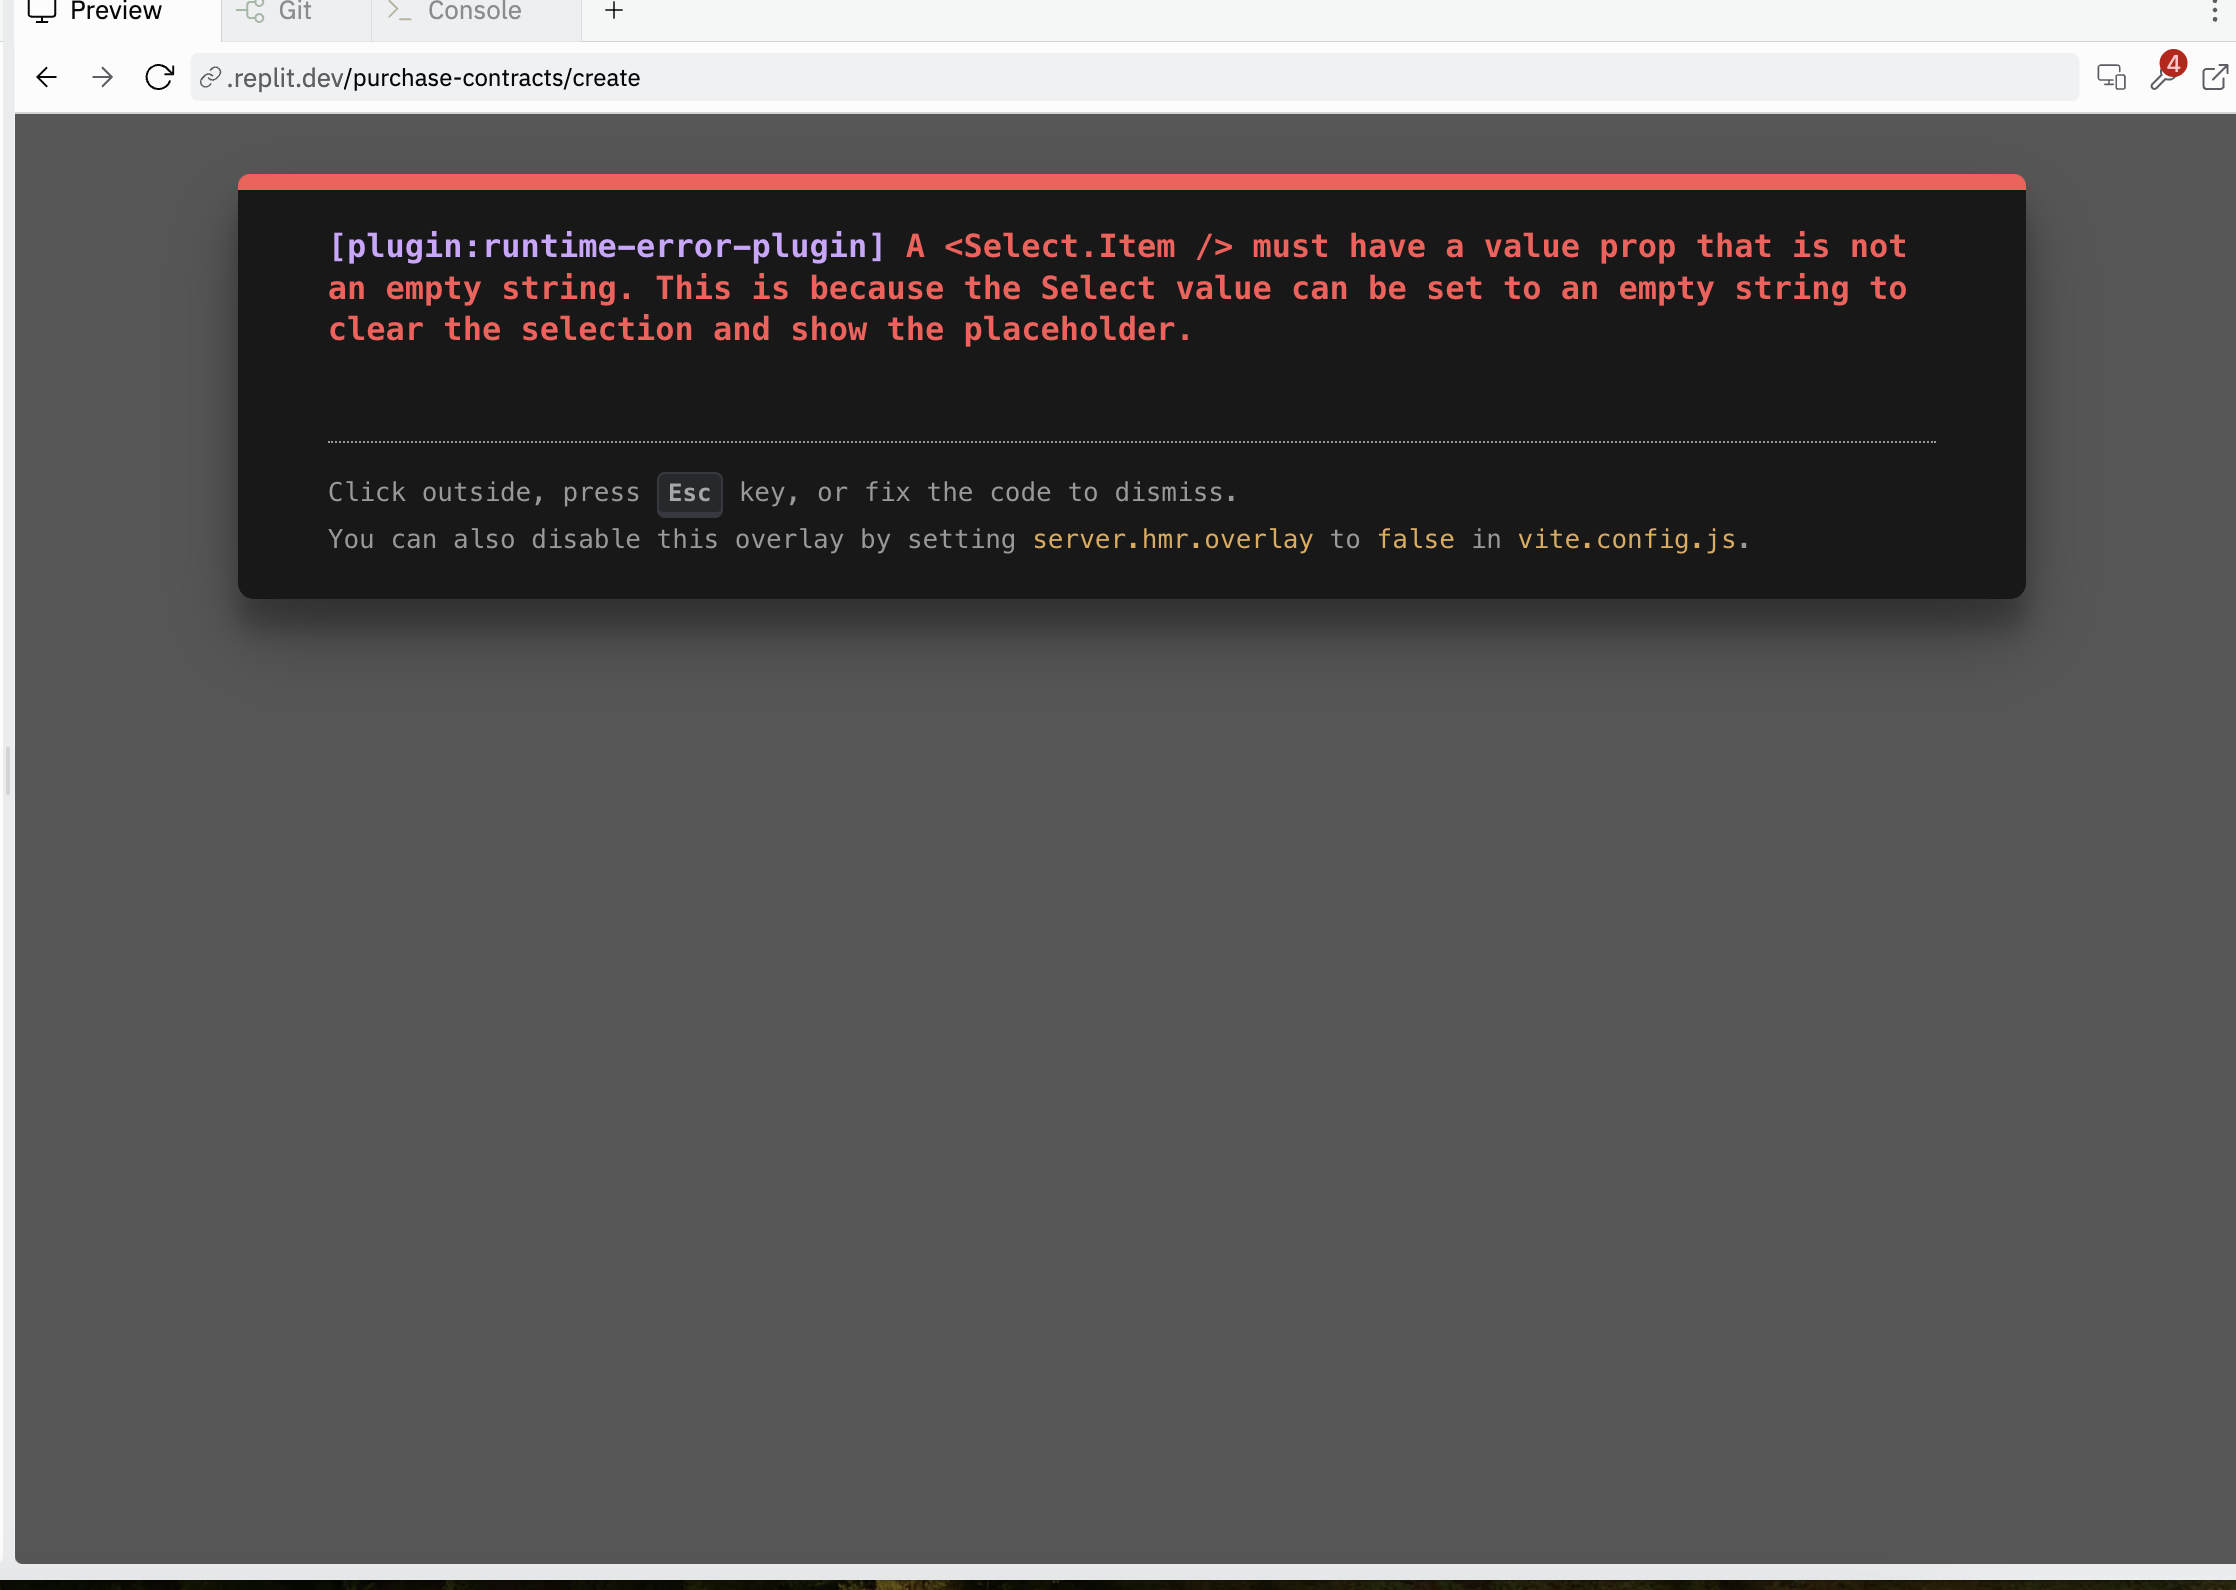 Preview Git Console
.replit.dev/purchase-contracts/create 4
[plugin:runtime-error-plugin] A <Select.Item /> must have a value prop that is not
an empty string. This is because the Select value can be set to an empty string to
clear the selection and show the placeholder.
Click outside, press Esc key, or fix the code to dismiss.
You can also disable this overlay by setting server.hmr.overlay to false in vite.config.js.